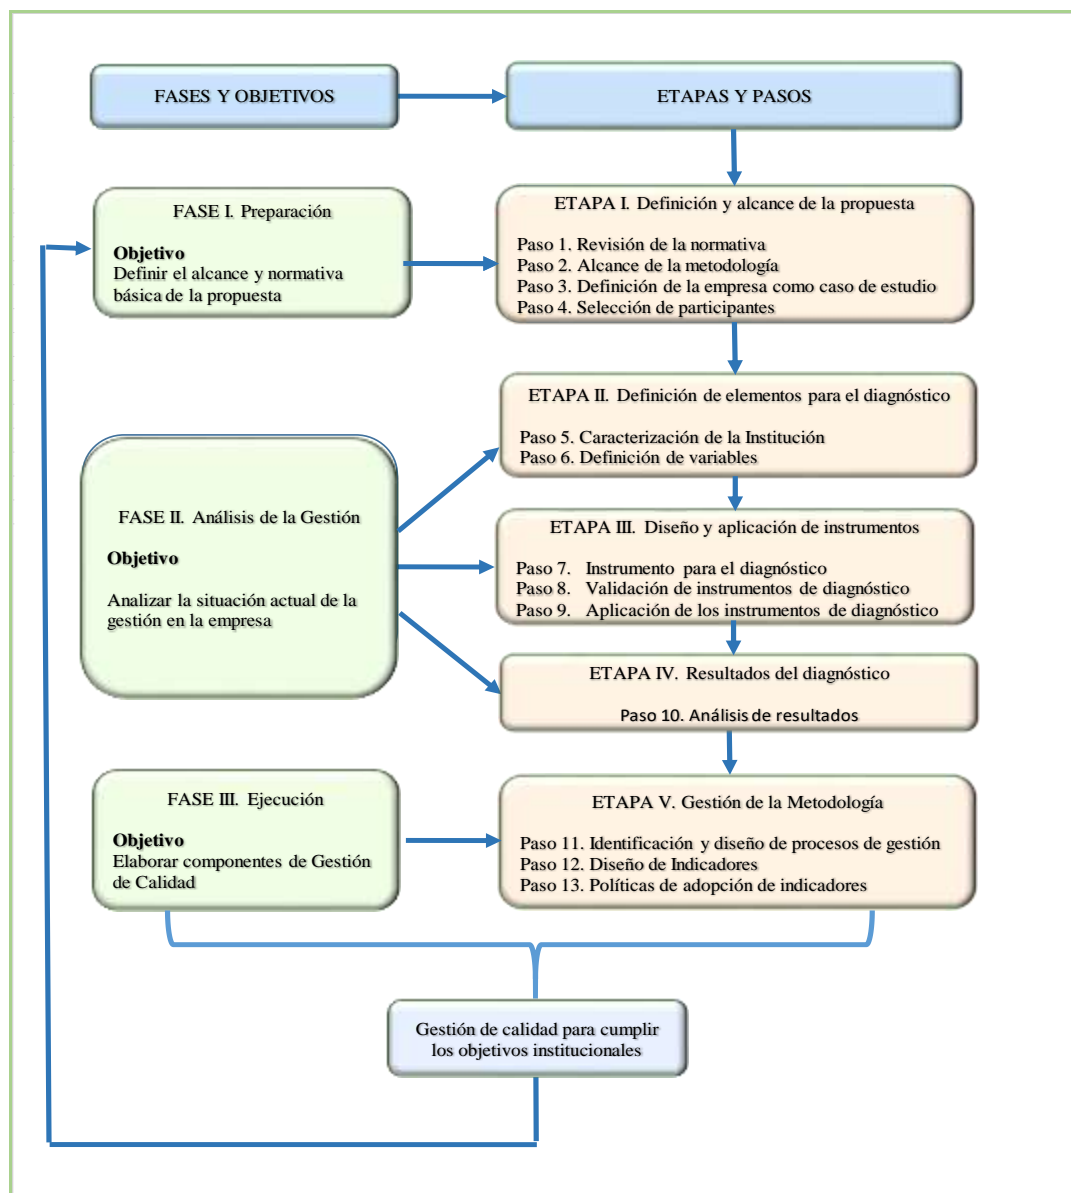 FASES Y OBJETIVOS
ETAPAS Y PASOS
FASE I. Preparación
Objetivo
Definir el alcance y normativa
básica de la propuesta
ETAPA I. Definición y alcance de la propuesta
Paso 1. Revisión de la normativa
Paso 2. Alcance de la metodología
Paso 3. Definición de la empresa como caso de estudio
Paso 4. Selección de participantes
FASE II. Análisis de la Gestión
Objetivo
Analizar la situación actual de la
gestión en la empresa
ETAPA II. Definición de elementos para el diagnóstico
Paso 5. Caracterización de la Institución
Paso 6. Definición de variables
ETAPA III. Diseño y aplicación de instrumentos
Paso 7. Instrumento para el diagnóstico
Paso 8. Validación de instrumentos de diagnóstico
Paso 9. Aplicación de los instrumentos de diagnóstico
ETAPA IV. Resultados del diagnóstico
Paso 10. Análisis de resultados
FASE III. Ejecución
Objetivo
Elaborar componentes de Gestión
de Calidad
ETAPA V. Gestión de la Metodología
Paso 11. Identificación y diseño de procesos de gestión
Paso 12. Diseño de Indicadores
Paso 13. Políticas de adopción de indicadores
Gestión de calidad para cumplir
los objetivos institucionales